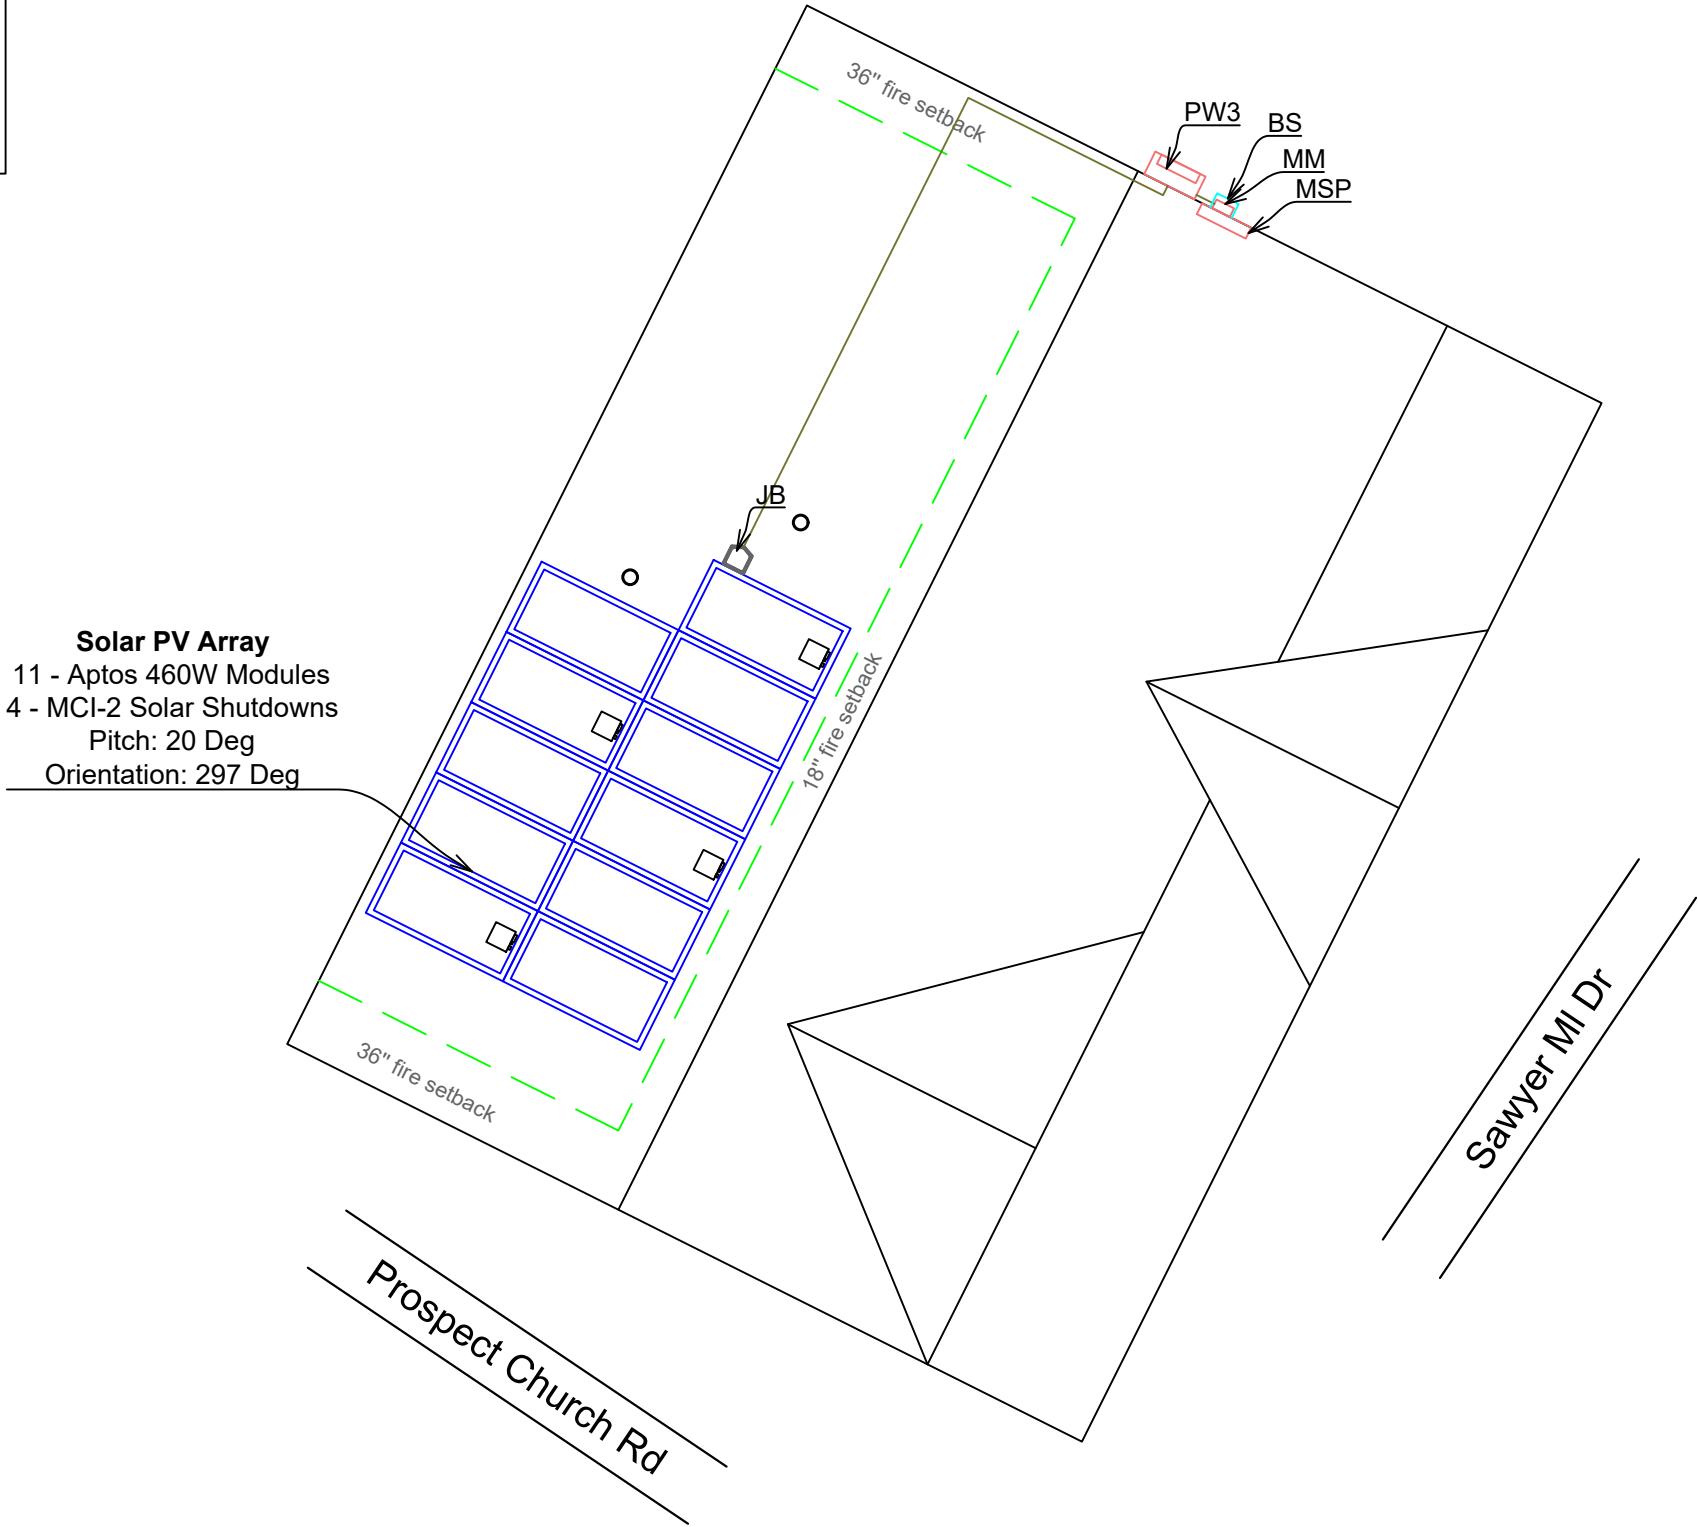 36" fire setback
PW3
BS
MM
MSP
JB
Solar PV Array
11 - Aptos 460W Modules
4 - MCI-2 Solar Shutdowns
Pitch: 20 Deg
Orientation: 297 Deg
18" fire setback
36" fire setback
Sawyer Ml Dr
Prospect Church Rd